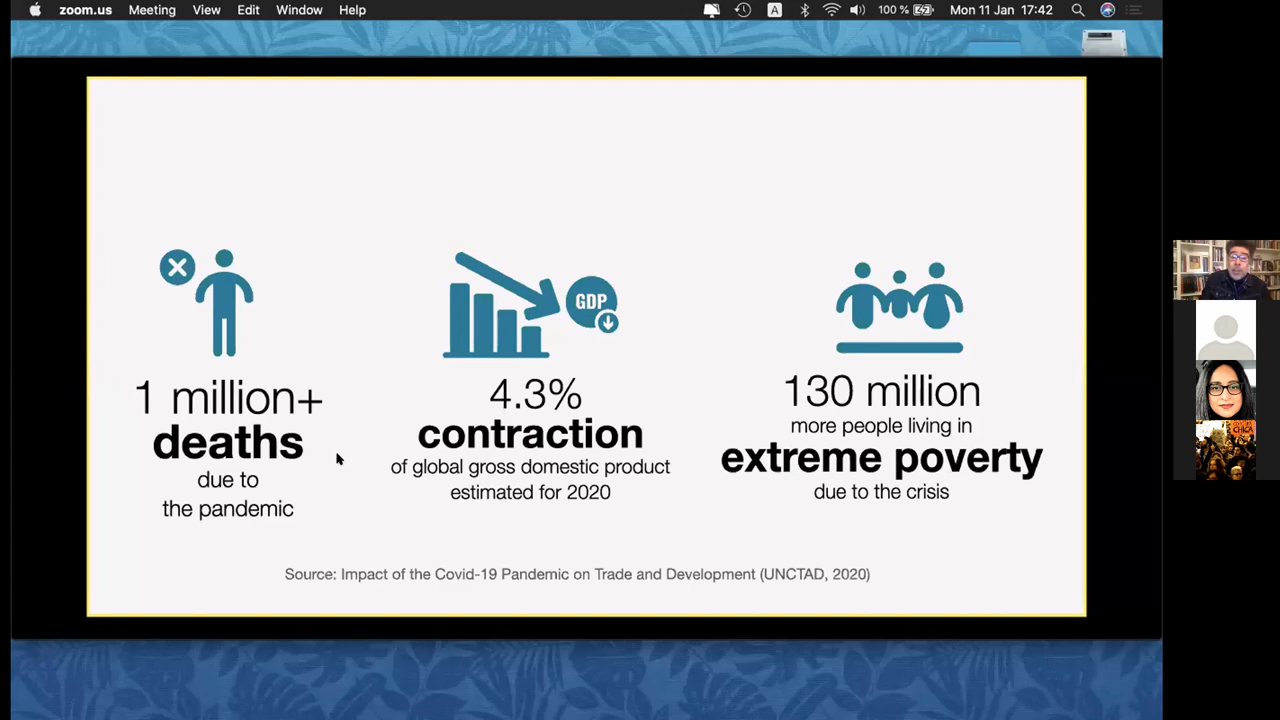 zoom.us Meeting View Edit Window Help A 100 % Mon 11 Jan 17:42
GDP
1 million+
deaths
due to
the pandemic
4.3%
contraction
of global gross domestic product
estimated for 2020
130 million
more people living in
extreme poverty
due to the crisis
Source: Impact of the Covid-19 Pandemic on Trade and Development (UNCTAD, 2020)